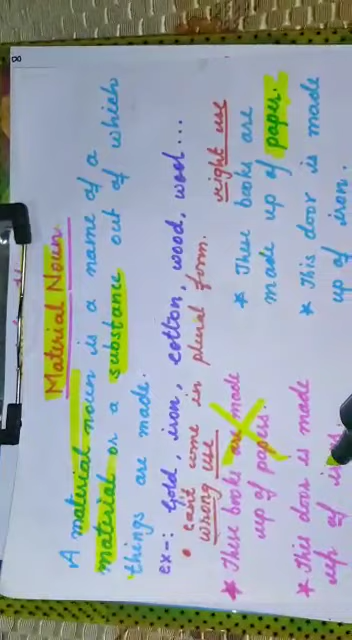 Material Noun
A material noun is a name of a
material or a substance out of which
things are made.
ex-: Gold, iron, cotton, wood, wool...
• can't come in plural form.
wrong use
* These books are made
up of papers.
* This door is made
up of
right use
* These books are
made up of paper.
* This door is made
up of iron.